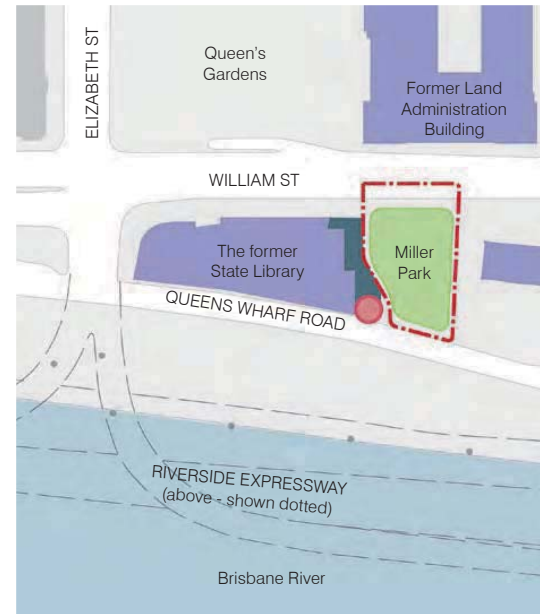 ELIZABETH ST
Queen's
Gardens
Former Land
Administration
Building
WILLIAM ST
The former
State Library
Miller
Park
QUEENS WHARF ROAD
RIVERSIDE EXPRESSWAY
(above - shown dotted)
Brisbane River